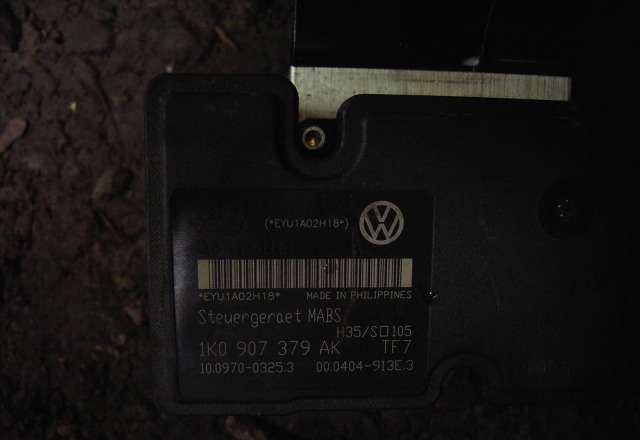 (*EYU1A02H18*)
*EYU1A02H18* MADE IN PHILIPPINES
Steuergeraet MABS
H35/S□105
1K0 907 379 AK TF7
10.0970-0325.3 00.0404-913E.3